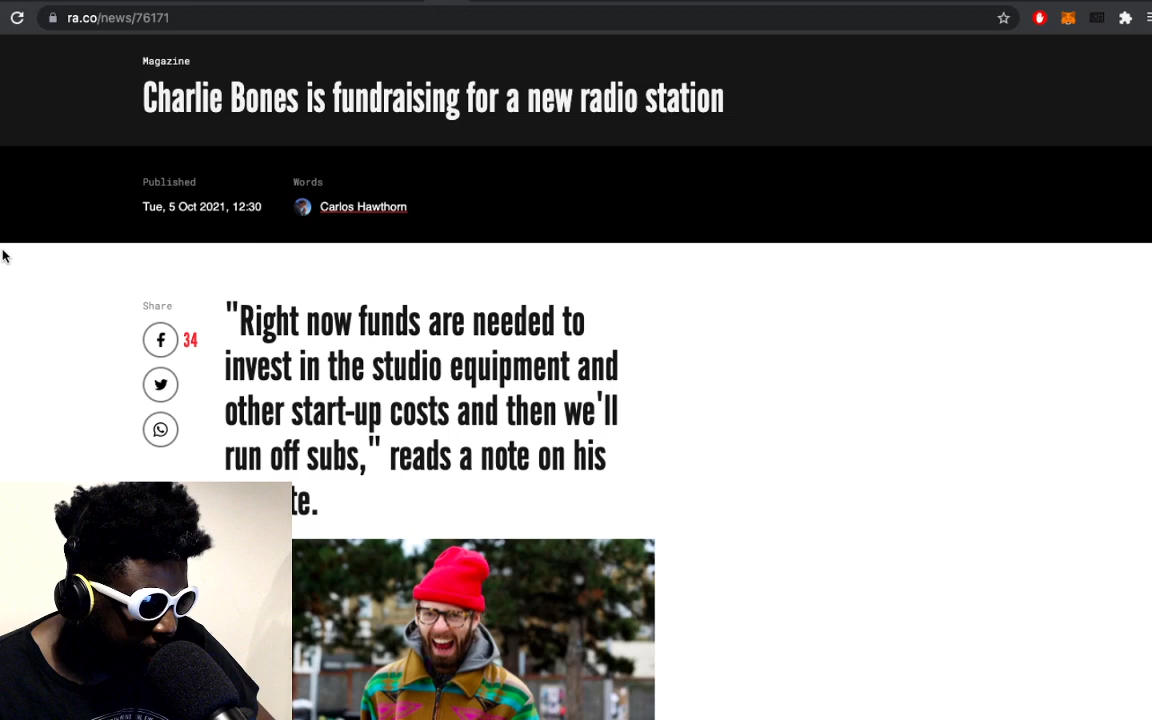 ra.co/news/76171
Magazine
Charlie Bones is fundraising for a new radio station
Published
Words
Tue, 5 Oct 2021, 12:30
Carlos Hawthorn
Share
34
"Right now funds are needed to
invest in the studio equipment and
other start-up costs and then we'll
run off subs," reads a note on his
te.